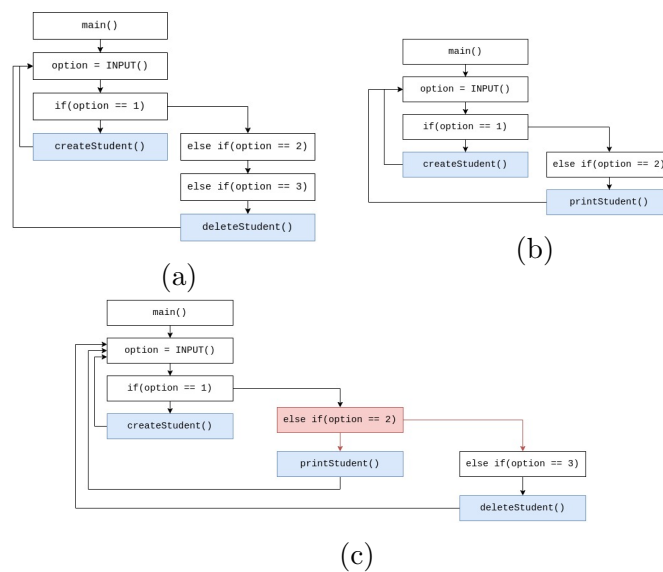 main()
option = INPUT()
if(option == 1)
createStudent()
else if(option == 2)
else if(option == 3)
deleteStudent()
(a)
main()
option = INPUT()
if(option == 1)
createStudent()
else if(option == 2)
printStudent()
(b)
main()
option = INPUT()
if(option == 1)
createStudent()
else if(option == 2)
printStudent()
else if(option == 3)
deleteStudent()
(c)